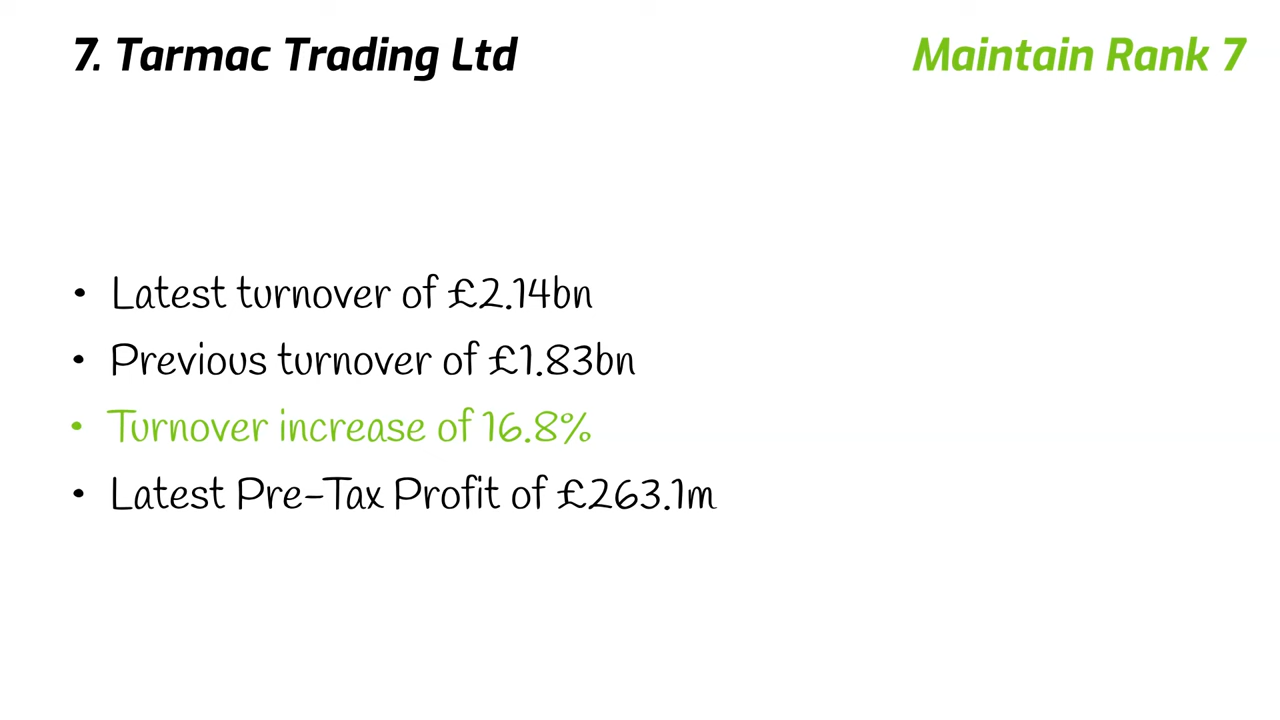 7. Tarmac Trading Ltd
Maintain Rank 7
• Latest turnover of £2.14bn
• Previous turnover of £1.83bn
• Turnover increase of 16.8%
• Latest Pre-Tax Profit of £263.1m